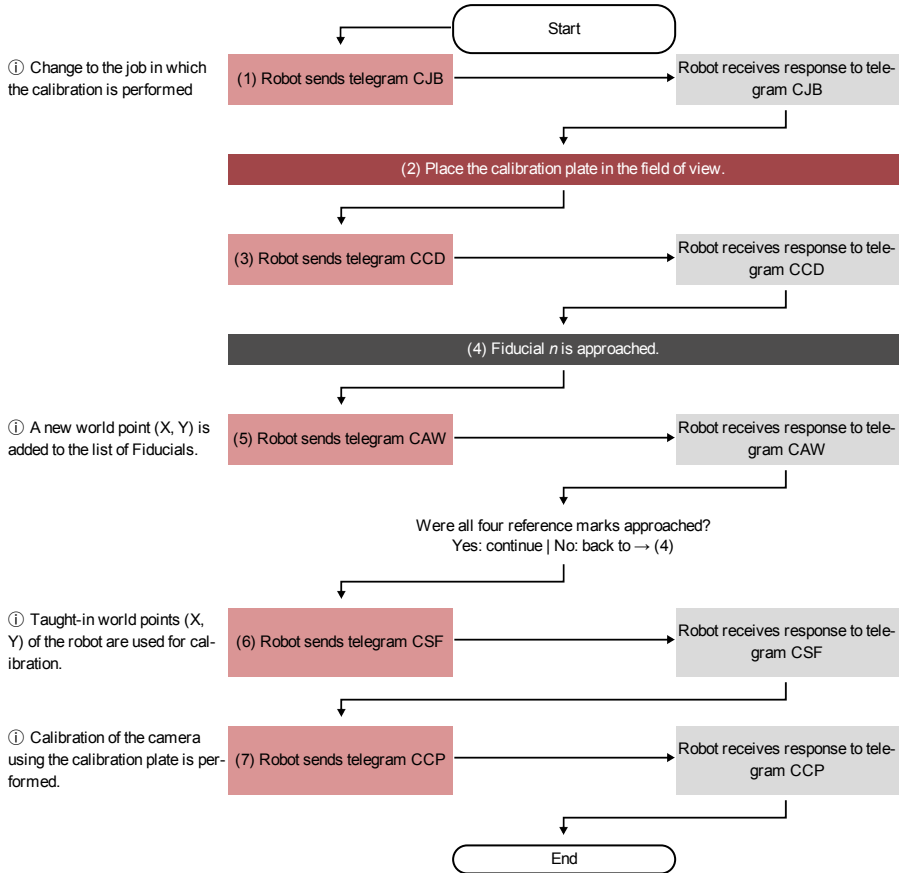 Start
ⓘ Change to the job in which
the calibration is performed
(1) Robot sends telegram CJB
Robot receives response to tele-
gram CJB
(2) Place the calibration plate in the field of view.
(3) Robot sends telegram CCD
Robot receives response to tele-
gram CCD
(4) Fiducial n is approached.
ⓘ A new world point (X, Y) is
added to the list of Fiducials.
(5) Robot sends telegram CAW
Robot receives response to tele-
gram CAW
Were all four reference marks approached?
Yes: continue | No: back to → (4)
ⓘ Taught-in world points (X,
Y) of the robot are used for cal-
ibration.
(6) Robot sends telegram CSF
Robot receives response to tele-
gram CSF
ⓘ Calibration of the camera
using the calibration plate is per-
formed.
(7) Robot sends telegram CCP
Robot receives response to tele-
gram CCP
End